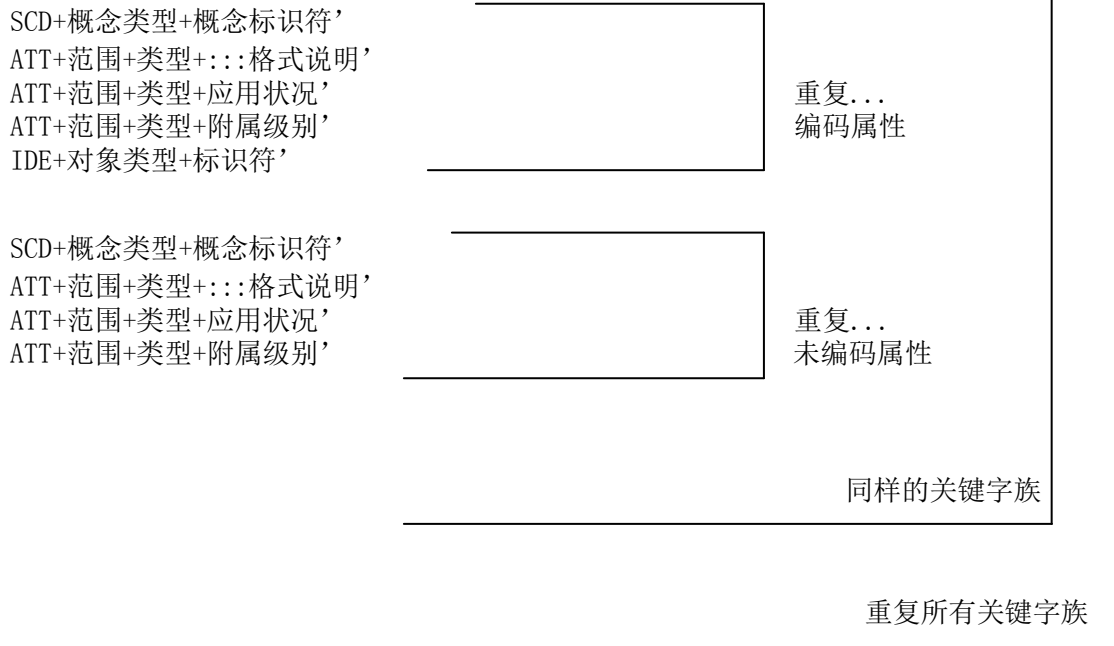 SCD+概念类型+概念标识符’
ATT+范围+类型+:::格式说明’
ATT+范围+类型+应用状况’
重复...
ATT+范围+类型+附属级别’
编码属性
IDE+对象类型+标识符’
SCD+概念类型+概念标识符’
ATT+范围+类型+:::格式说明’
ATT+范围+类型+应用状况’
重复...
ATT+范围+类型+附属级别’
未编码属性
同样的关键字族
重复所有关键字族